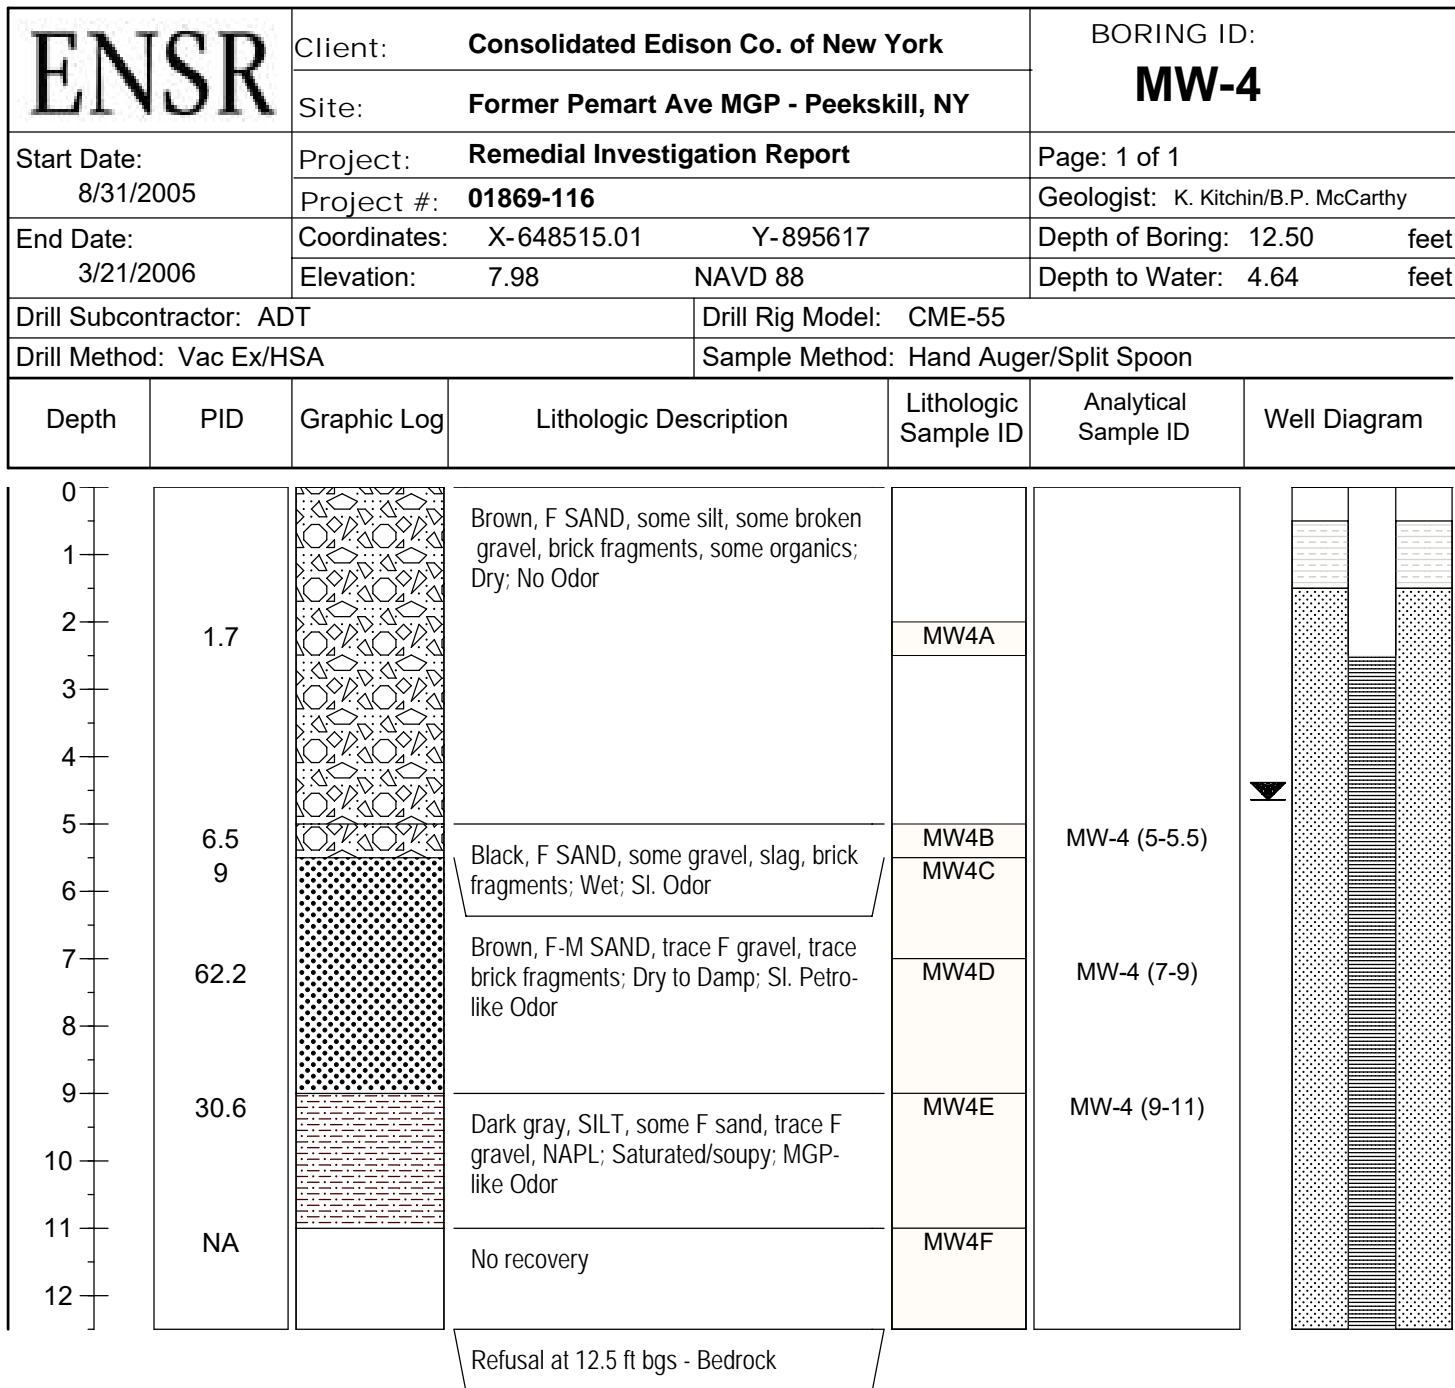 ENSR
Client: Consolidated Edison Co. of New York
BORING ID:
MW-4
Site: Former Pemart Ave MGP - Peekskill, NY
Start Date:
8/31/2005
Project: Remedial Investigation Report
Page: 1 of 1
Project #: 01869-116
Geologist: K. Kitchin/B.P. McCarthy
End Date:
3/21/2006
Coordinates: X-648515.01 Y-895617
Depth of Boring: 12.50 feet
Elevation: 7.98 NAVD 88
Depth to Water: 4.64 feet
Drill Subcontractor: ADT
Drill Rig Model: CME-55
Drill Method: Vac Ex/HSA
Sample Method: Hand Auger/Split Spoon
Depth
PID
Graphic Log
Lithologic Description
Lithologic
Sample ID
Analytical
Sample ID
Well Diagram
0
1
2
3
4
5
6
7
8
9
10
11
12
1.7
6.5
9
62.2
30.6
NA
Brown, F SAND, some silt, some broken
gravel, brick fragments, some organics;
Dry; No Odor
Black, F SAND, some gravel, slag, brick
fragments; Wet; Sl. Odor
Brown, F-M SAND, trace F gravel, trace
brick fragments; Dry to Damp; Sl. Petro-
like Odor
Dark gray, SILT, some F sand, trace F
gravel, NAPL; Saturated/soupy; MGP-
like Odor
No recovery
Refusal at 12.5 ft bgs - Bedrock
MW4A
MW4B
MW4C
MW4D
MW4E
MW4F
MW-4 (5-5.5)
MW-4 (7-9)
MW-4 (9-11)